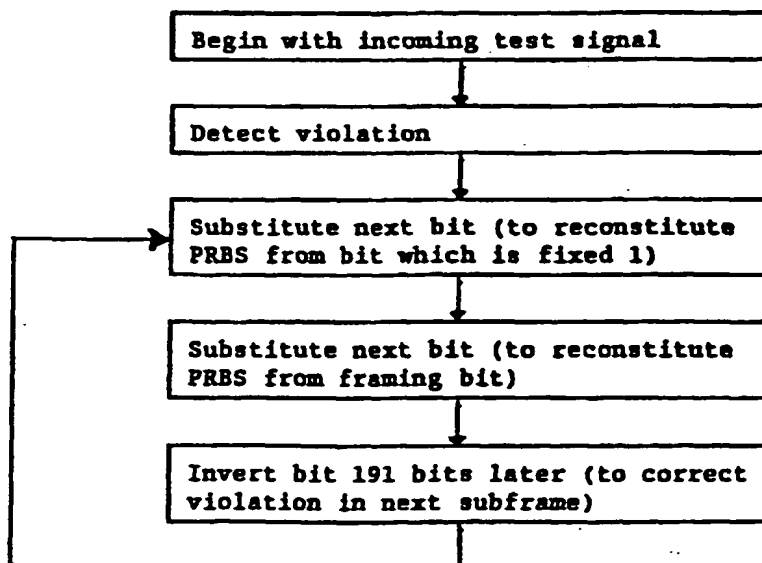 Begin with incoming test signal
Detect violation
Substitute next bit (to reconstitute
PRBS from bit which is fixed 1)
Substitute next bit (to reconstitute
PRBS from framing bit)
Invert bit 191 bits later (to correct
violation in next subframe)